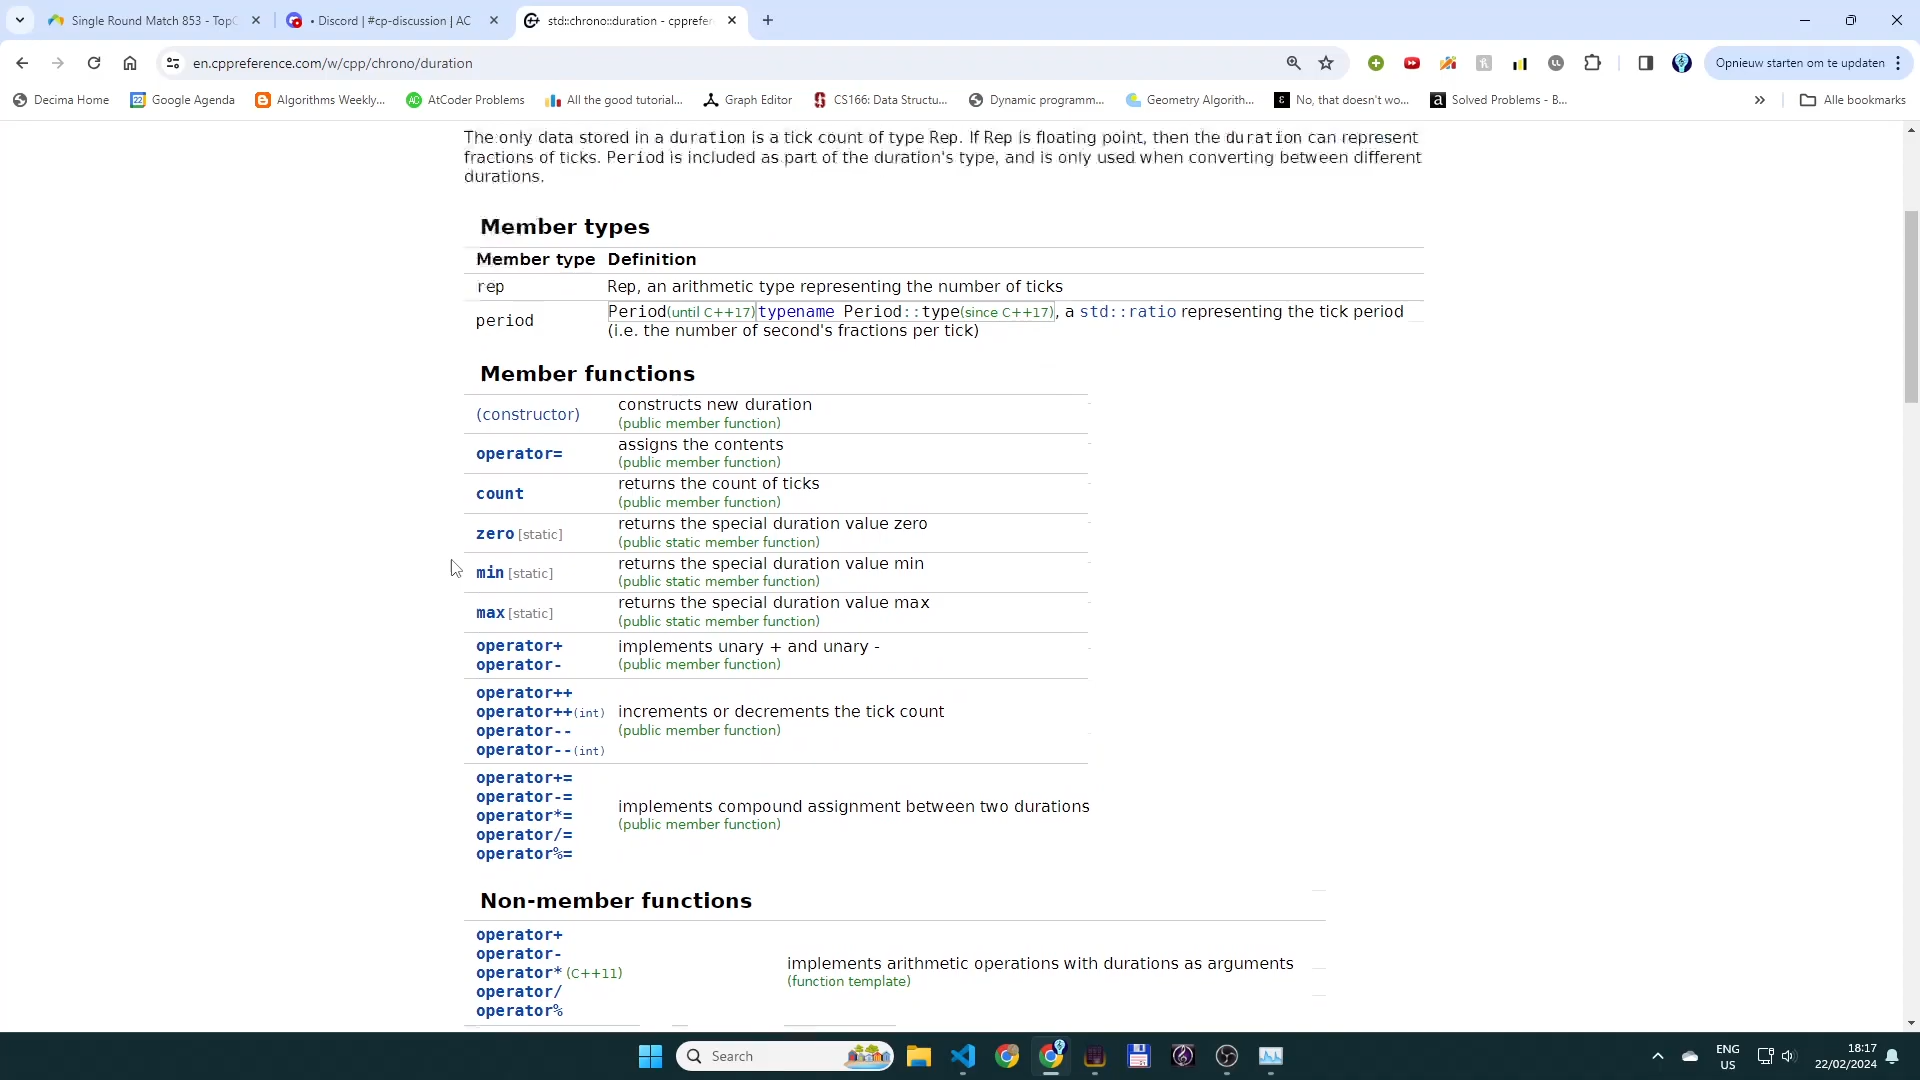 Single Round Match 853 - TopC
• Discord | #cp-discussion | AC
std::chrono::duration - cpprefer
en.cppreference.com/w/cpp/chrono/duration
Opnieuw starten om te updaten
Decima Home
Google Agenda
Algorithms Weekly...
AtCoder Problems
All the good tutorial...
Graph Editor
CS166: Data Structu...
Dynamic programm...
Geometry Algorith...
No, that doesn't wo...
Solved Problems - B...
Alle bookmarks
The only data stored in a duration is a tick count of type Rep. If Rep is floating point, then the duration can represent
fractions of ticks. Period is included as part of the duration's type, and is only used when converting between different
durations.
Member types
Member type Definition
rep Rep, an arithmetic type representing the number of ticks
period Period(until C++17)typename Period::type(since C++17), a std::ratio representing the tick period
(i.e. the number of second's fractions per tick)
Member functions
(constructor) constructs new duration
(public member function)
operator= assigns the contents
(public member function)
count returns the count of ticks
(public member function)
zero [static] returns the special duration value zero
(public static member function)
min [static] returns the special duration value min
(public static member function)
max [static] returns the special duration value max
(public static member function)
operator+
operator-
implements unary + and unary -
(public member function)
operator++
operator++(int)
operator--
operator--(int)
increments or decrements the tick count
(public member function)
operator+=
operator-=
operator*=
operator/=
operator%=
implements compound assignment between two durations
(public member function)
Non-member functions
operator+
operator-
operator* (C++11)
operator/
operator%
implements arithmetic operations with durations as arguments
(function template)
Search
ENG
US
18:17
22/02/2024